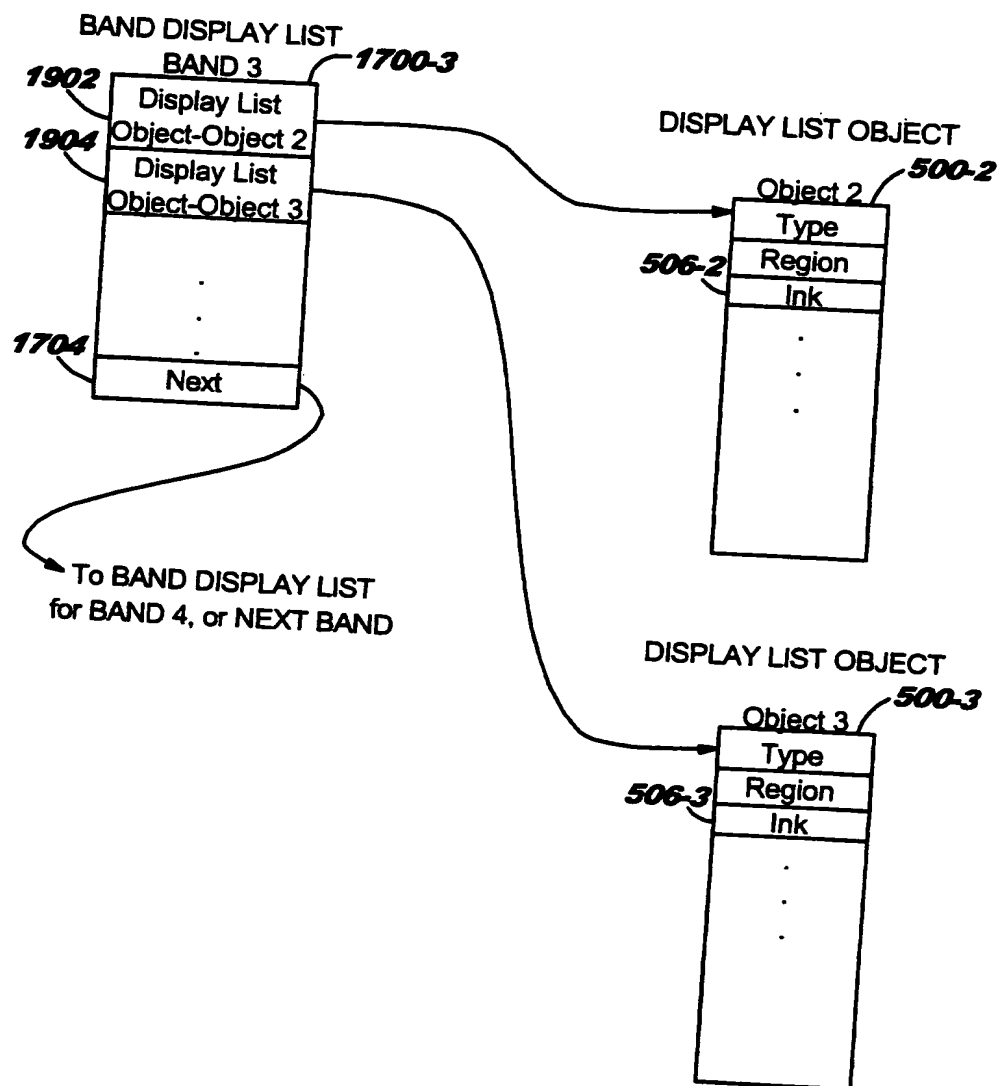 BAND DISPLAY LIST
BAND 3
1700-3
1902
Display List
Object-Object 2
1904
Display List
Object-Object 3
1704
Next
To BAND DISPLAY LIST
for BAND 4, or NEXT BAND
DISPLAY LIST OBJECT
500-2
Object 2
Type
Region
506-2
Ink
DISPLAY LIST OBJECT
500-3
Object 3
Type
Region
506-3
Ink